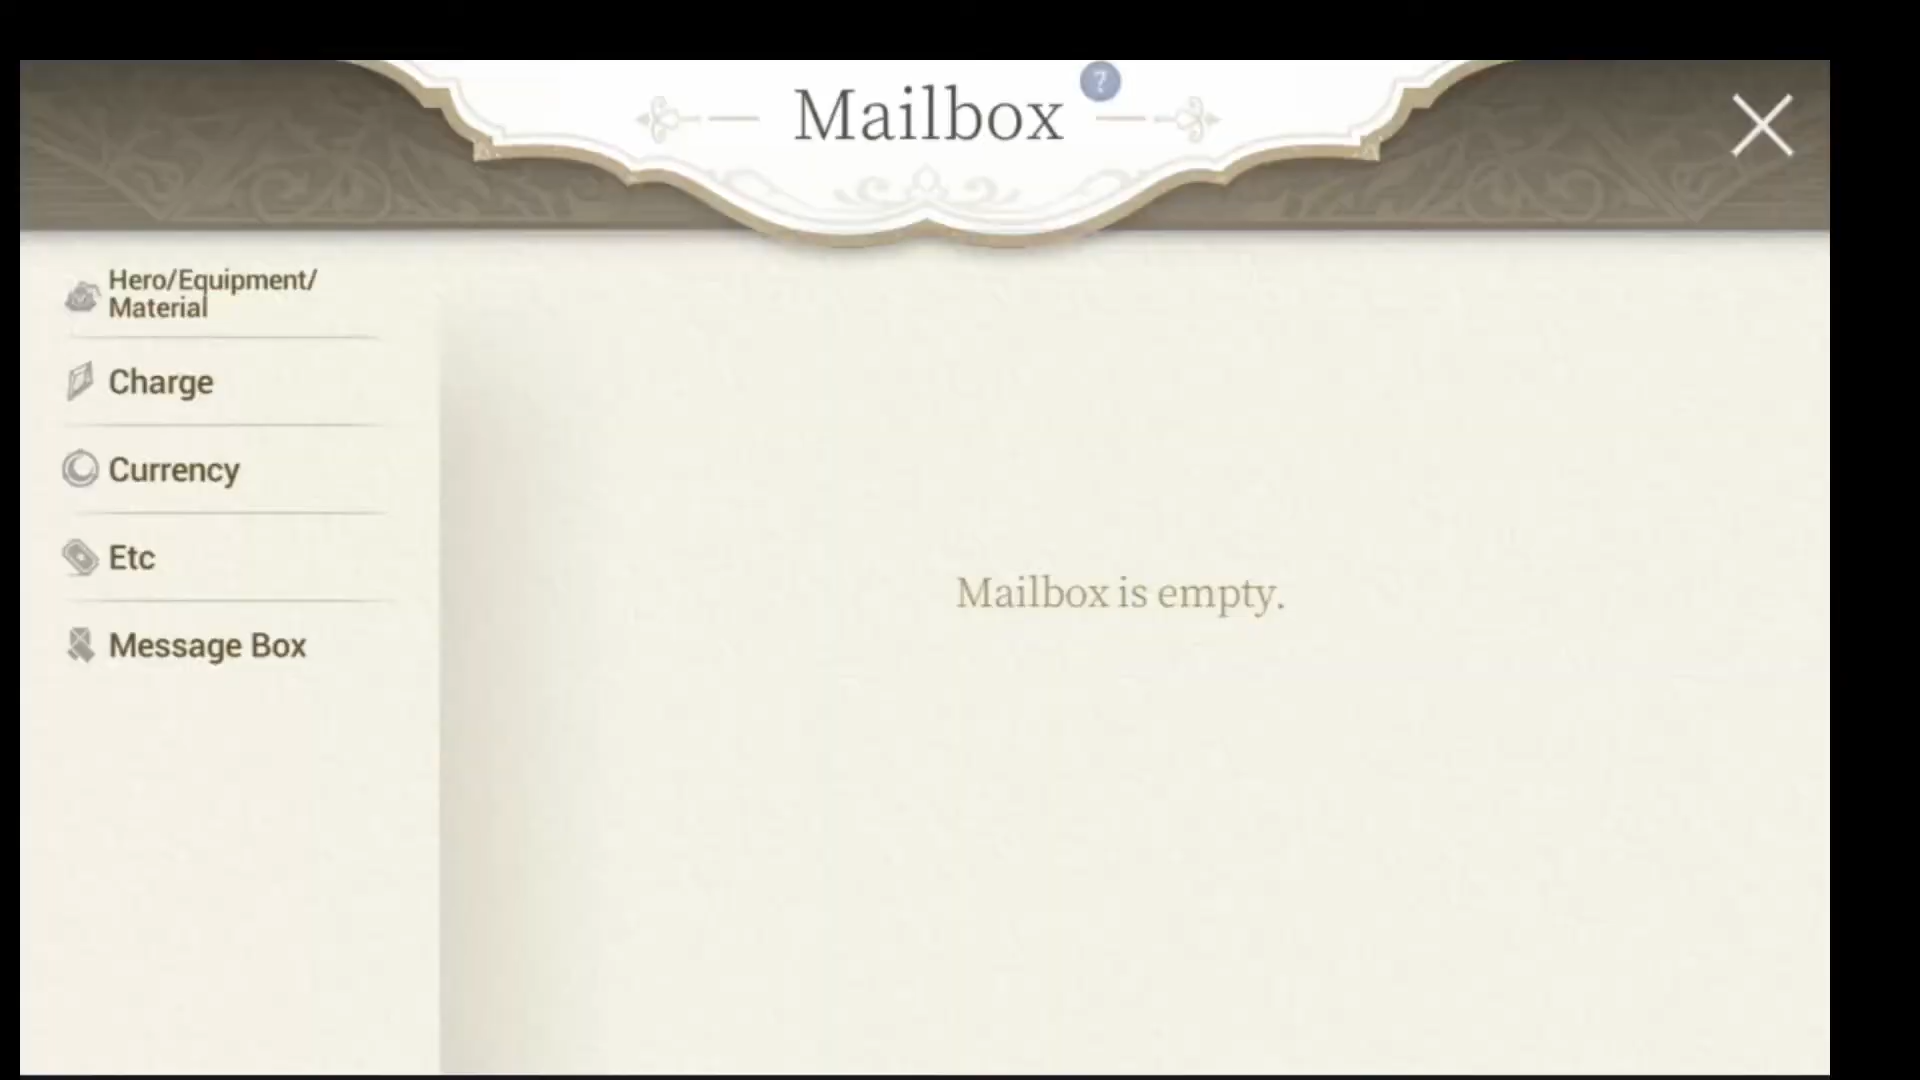 Mailbox
?
Hero/Equipment/
Material
Charge
Currency
Etc
Message Box
Mailbox is empty.